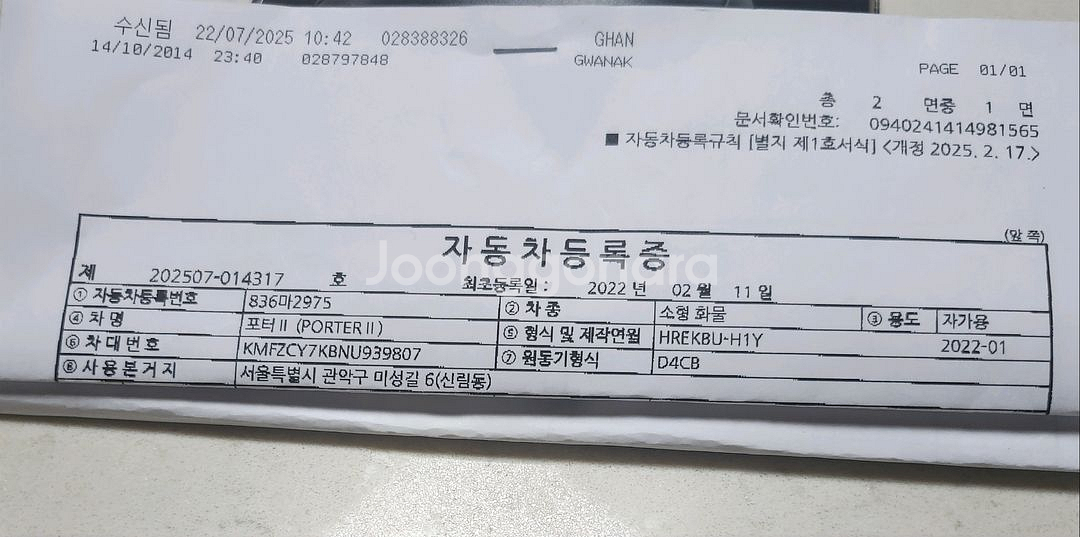 수신됨 22/07/2025 10:42 028388326 GHAN
14/10/2014 23:40 028797848 GWANAK PAGE 01/01
총 2 면중 1 면
문서확인번호: 0940241414981565
■ 자동차등록규칙 [별지 제1호서식] <개정 2025. 2. 17.>
(앞 쪽)
자동차등록증
제 202507-014317 호 최초등록일 : 2022 년 02 월 11 일
① 자동차등록번호 836마2975 ② 차 종 소형 화물 ③ 용도 자가용
④ 차 명 포터 II (PORTER II) ⑤ 형식 및 제작연월 HREKBU-H1Y 2022-01
⑥ 차 대 번 호 KMFZCY7KBNU939807 ⑦ 원동기형식 D4CB
⑧ 사 용 본 거 지 서울특별시 관악구 미성길 6(신림동)
Joonggonara